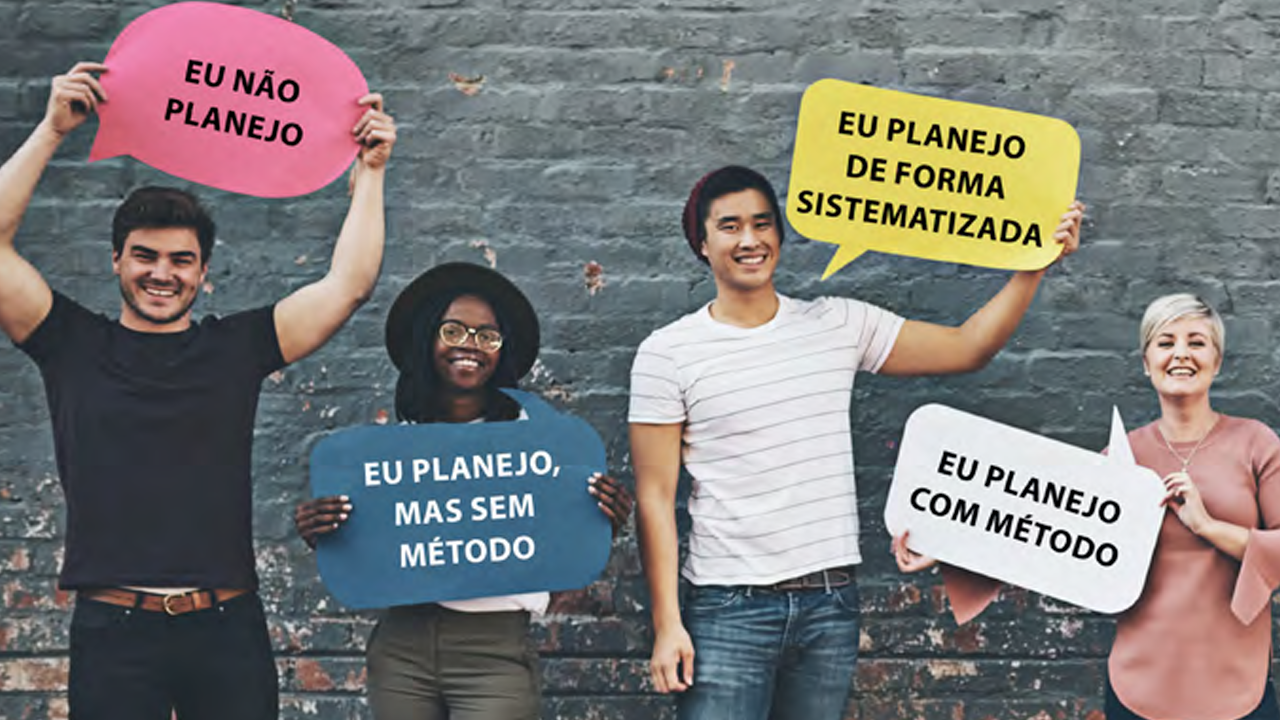 EU NÃO
PLANEJO
EU PLANEJO,
MAS SEM
MÉTODO
EU PLANEJO
DE FORMA
SISTEMATIZADA
EU PLANEJO
COM MÉTODO